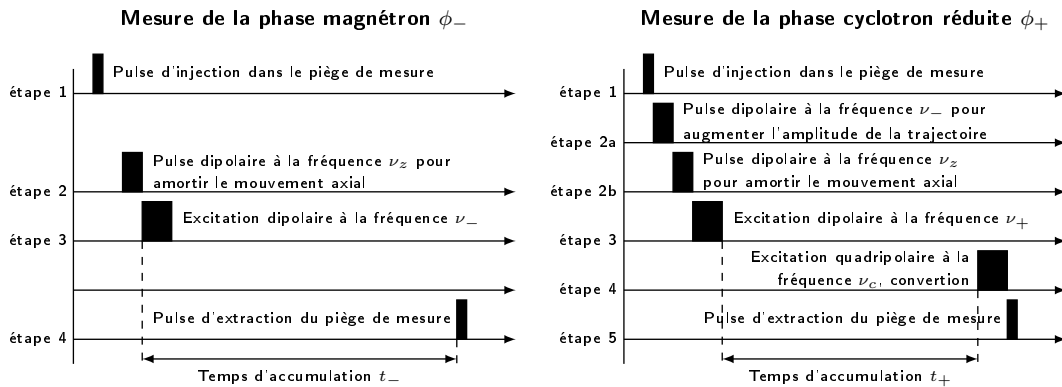 Mesure de la phase magnétron ϕ−
étape 1
Pulse d'injection dans le piège de mesure
étape 2
Pulse dipolaire à la fréquence νz pour
amortir le mouvement axial
étape 3
Excitation dipolaire à la fréquence ν−
étape 4
Pulse d'extraction du piège de mesure
Temps d'accumulation t−
Mesure de la phase cyclotron réduite ϕ+
étape 1
Pulse d'injection dans le piège de mesure
étape 2a
Pulse dipolaire à la fréquence ν− pour
augmenter l'amplitude de la trajectoire
étape 2b
Pulse dipolaire à la fréquence νz
pour amortir le mouvement axial
étape 3
Excitation dipolaire à la fréquence ν+
étape 4
Excitation quadripolaire à la
fréquence νc, convertion
étape 5
Pulse d'extraction du piège de mesure
Temps d'accumulation t+